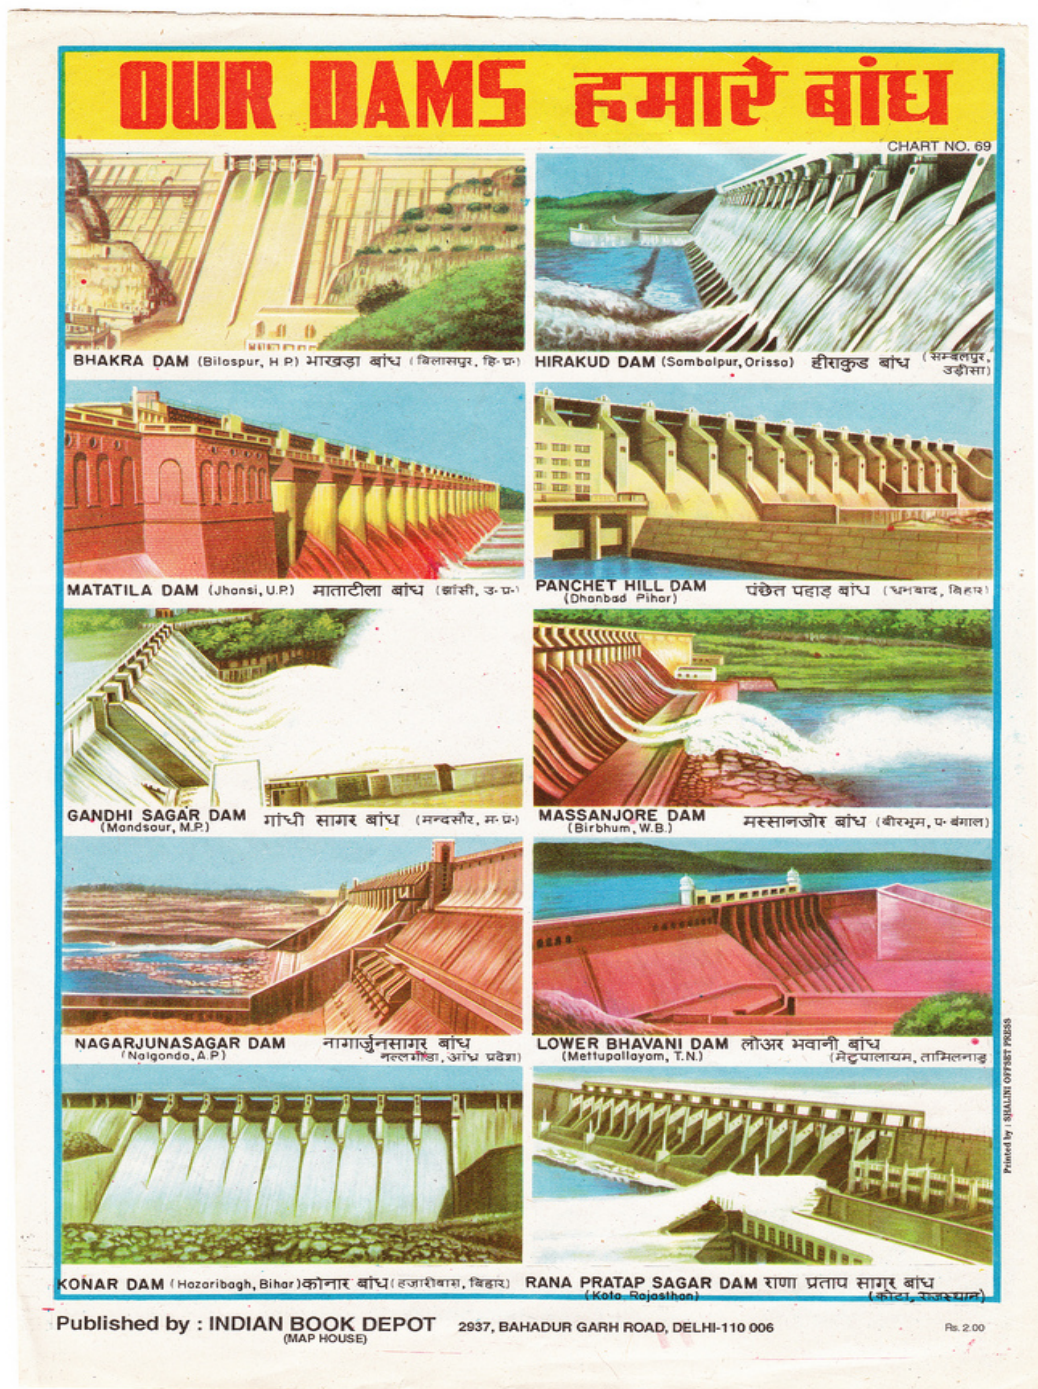 OUR DAMS हमारे बांध
CHART NO. 69
BHAKRA DAM (Bilaspur, H P.) भाखड़ा बांध (बिलासपुर, हि॰प्र॰)
HIRAKUD DAM (Sambalpur, Orissa) हीराकुड बांध (सम्बलपुर, उड़ीसा)
MATATILA DAM (Jhansi, U.P.) माताटीला बांध (झांसी, उ॰प्र॰)
PANCHET HILL DAM पंछेत पहाड़ बांध (धनबाद, बिहार)
(Dhanbad Pihar)
GANDHI SAGAR DAM गांधी सागर बांध (मन्दसौर, म॰प्र॰)
(Mandsaur, M.P.)
MASSANJORE DAM मस्सानजोर बांध (बीरभूम, प॰बंगाल)
(Birbhum, W.B.)
NAGARJUNASAGAR DAM नागार्जुनसागर बांध
(Nalgonda, A.P) नल्लगोंडा, आंध्र प्रदेश)
LOWER BHAVANI DAM लोअर भवानी बांध
(Mettupallayam, T.N.) (मेटुपालायम, तामिलनाडु
KONAR DAM (Hazaribagh, Bihar) कोनार बांध (हजारीबाग, बिहार)
RANA PRATAP SAGAR DAM राणा प्रताप सागर बांध
(Kota, Rajasthan) (कोटा, राजस्थान)
Printed by : SHALINI OFFSET PRESS
Published by : INDIAN BOOK DEPOT 2937, BAHADUR GARH ROAD, DELHI-110 006 Rs. 2.00
(MAP HOUSE)